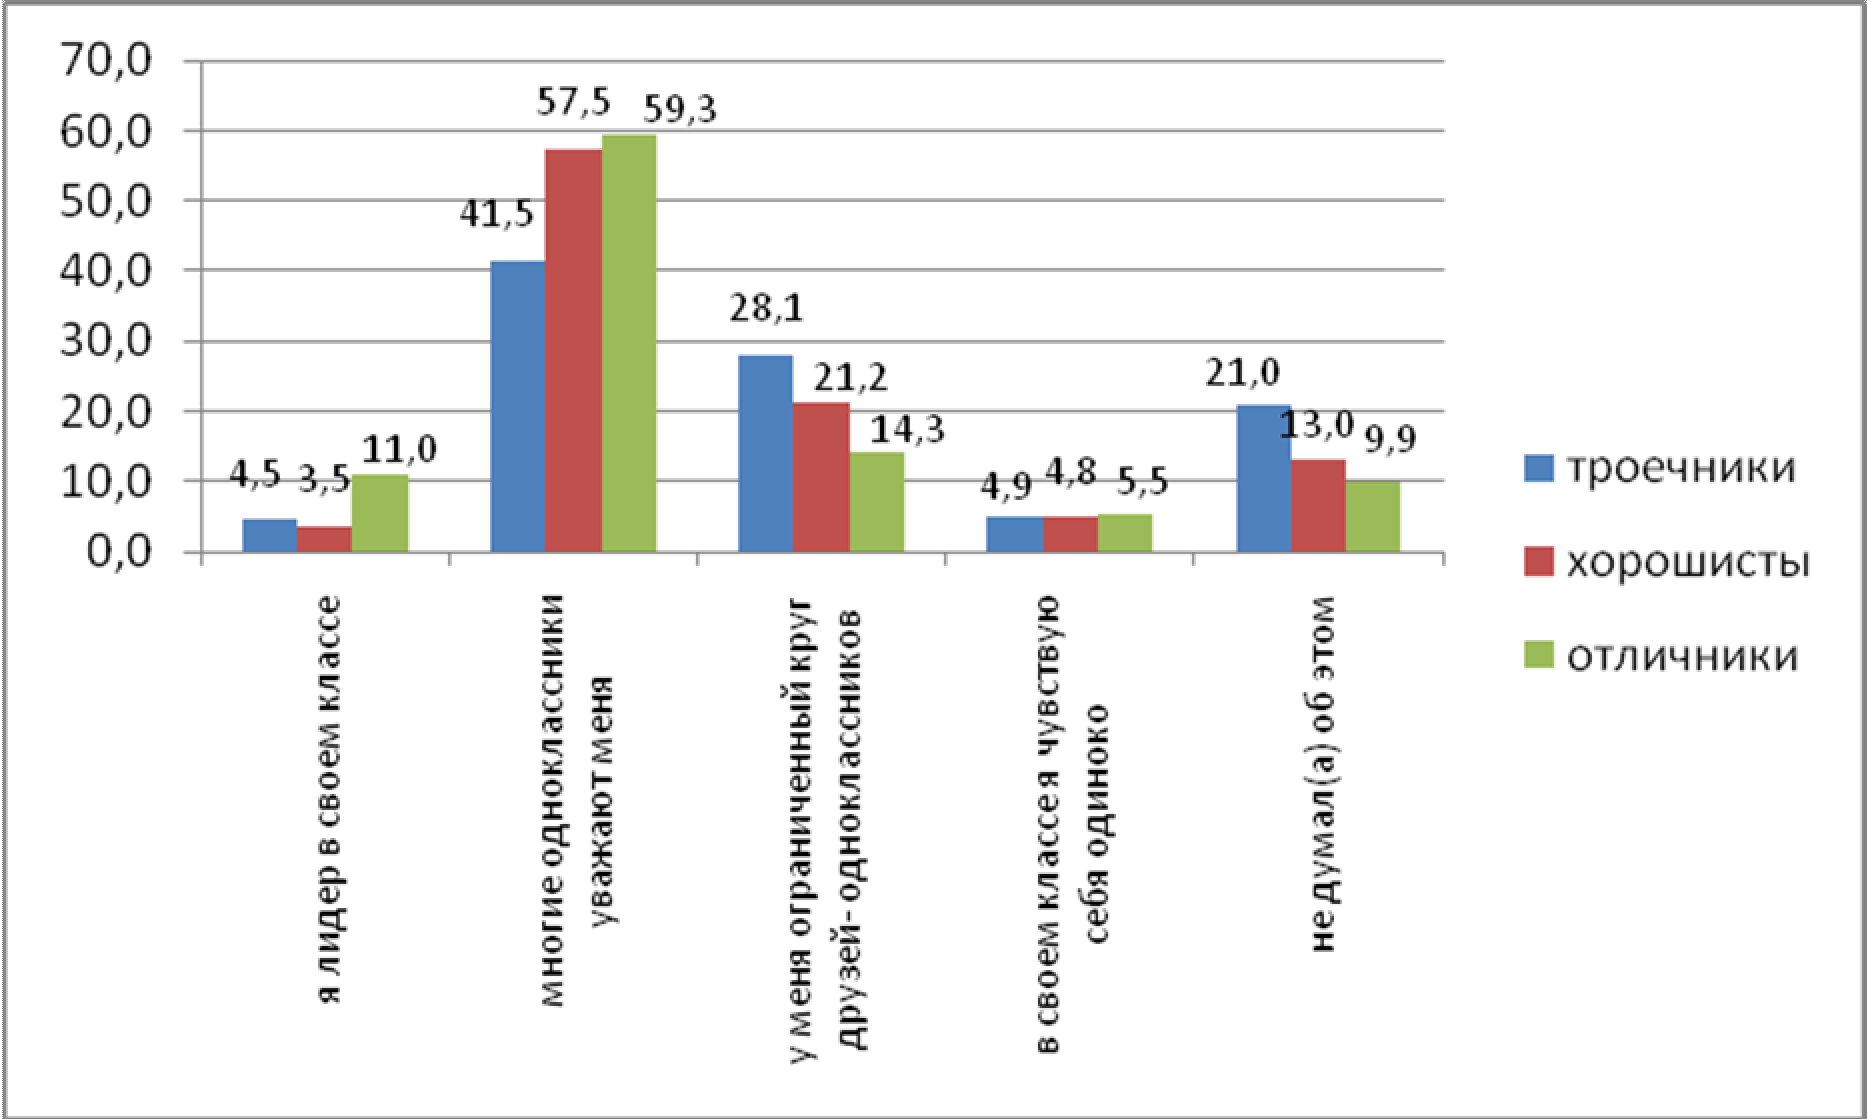 70,0
60,0
50,0
40,0
30,0
20,0
10,0
0,0
4,5
3,5
11,0
41,5
57,5
59,3
28,1
21,2
14,3
4,9
4,8
5,5
21,0
13,0
9,9
я лидер в своем классе
многие одноклассники
уважают меня
у меня ограниченный круг
друзей- одноклассников
в своем классе я чувствую
себя одиноко
не думал(а) об этом
троечники
хорошисты
отличники